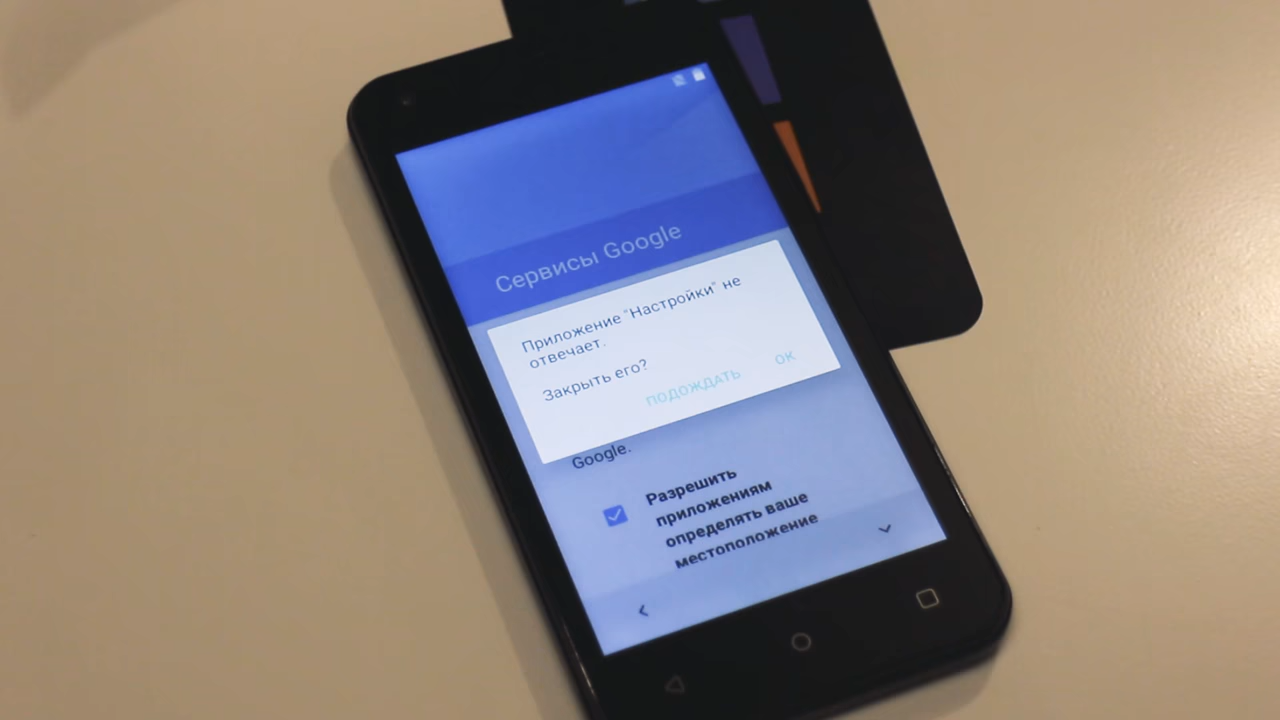 Сервисы Google
Приложение "Настройки" не
отвечает.
Закрыть его?
ПОДОЖДАТЬ
ОК
Google.
Разрешить
приложениям
определять ваше
местоположение